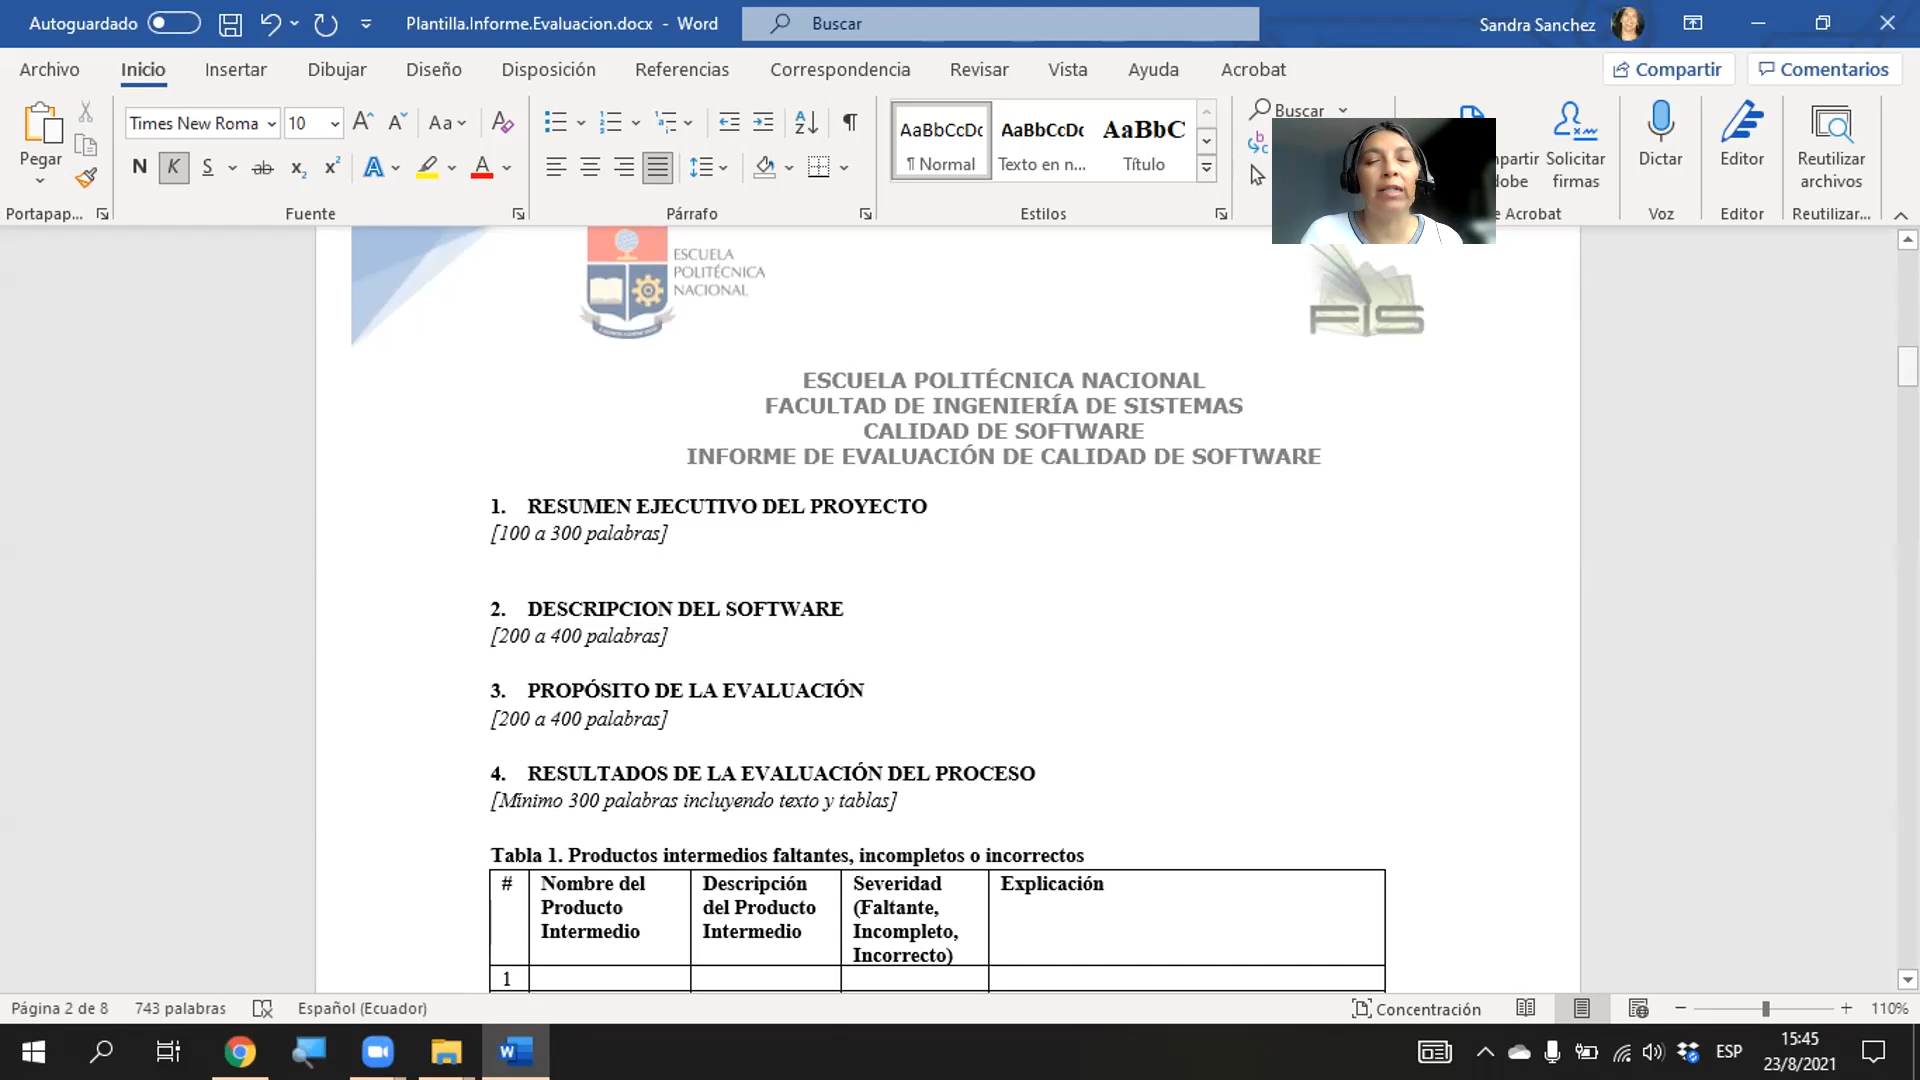 Autoguardado
Plantilla.Informe.Evaluacion.docx - Word
Buscar
Sandra Sanchez
Archivo
Inicio
Insertar
Dibujar
Diseño
Disposición
Referencias
Correspondencia
Revisar
Vista
Ayuda
Acrobat
Compartir
Comentarios
Pegar
Times New Roma
10
Aa
N K S ab x₂ x² A A
AaBbCcDc
¶ Normal
AaBbCcDc
Texto en n...
AaBbC
Título
Buscar
Solicitar
firmas
Dictar
Editor
Reutilizar
archivos
Portapap...
Fuente
Párrafo
Estilos
Acrobat
Voz
Editor
Reutilizar...
ESCUELA
POLITÉCNICA
NACIONAL
FIS
ESCUELA POLITÉCNICA NACIONAL
FACULTAD DE INGENIERÍA DE SISTEMAS
CALIDAD DE SOFTWARE
INFORME DE EVALUACIÓN DE CALIDAD DE SOFTWARE
1. RESUMEN EJECUTIVO DEL PROYECTO
[100 a 300 palabras]
2. DESCRIPCION DEL SOFTWARE
[200 a 400 palabras]
3. PROPÓSITO DE LA EVALUACIÓN
[200 a 400 palabras]
4. RESULTADOS DE LA EVALUACIÓN DEL PROCESO
[Mínimo 300 palabras incluyendo texto y tablas]
Tabla 1. Productos intermedios faltantes, incompletos o incorrectos
#
Nombre del
Producto
Intermedio
Descripción
del Producto
Intermedio
Severidad
(Faltante,
Incompleto,
Incorrecto)
Explicación
1
Página 2 de 8
743 palabras
Español (Ecuador)
Concentración
110%
ESP
15:45
23/8/2021